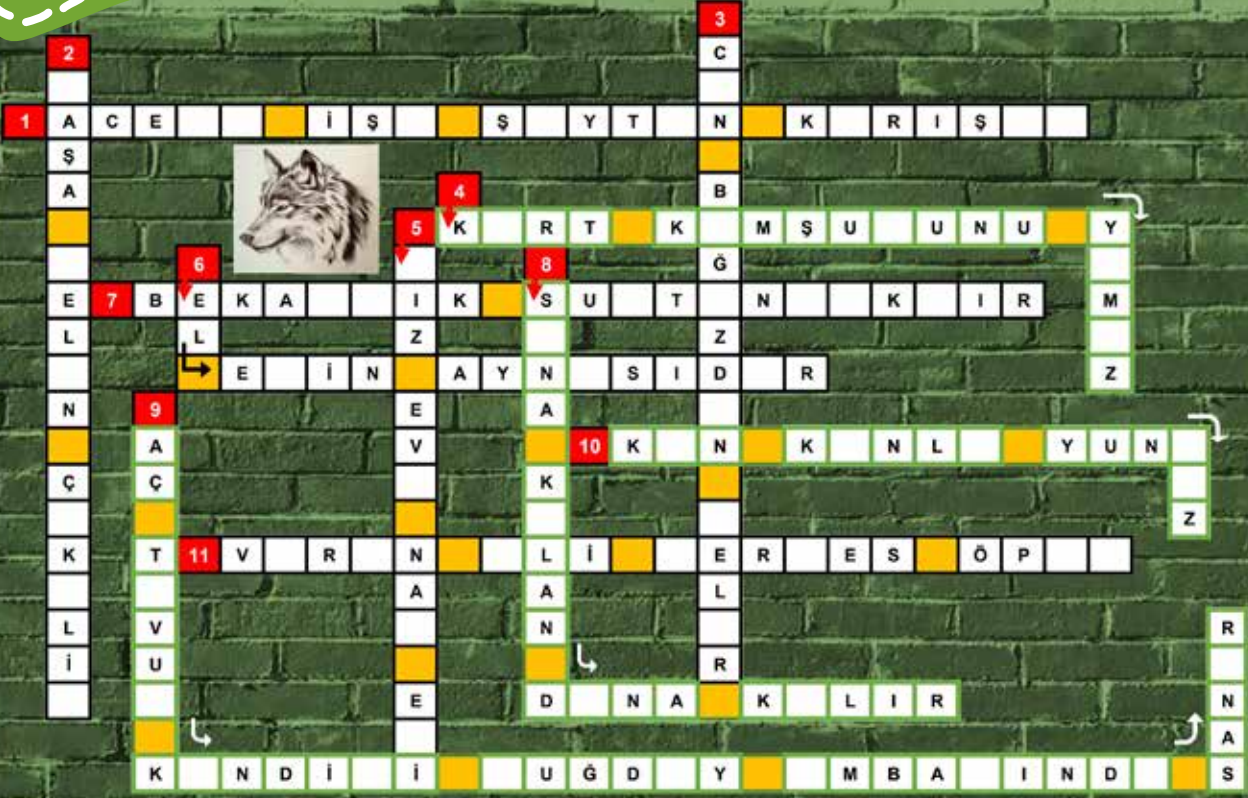 3
2 C
1 A C E İ Ş Ş Y T N K R I Ş
Ş
A 4 B
5 K R T K M Ş U U N U Y
6 8 Ğ
E 7 B E K A I K S U T N K I R M
L L Z Z
E İ N A Y N S I D R Z
N 9 E A
A V 10 K N K N L Y U N
Ç Ç K
Z
K T 11 V R N L İ E R E S Ö P
A A L
L V N R
İ U R
E D N A K L I R N
A
K N D İ İ U Ğ D Y M B A I N D S